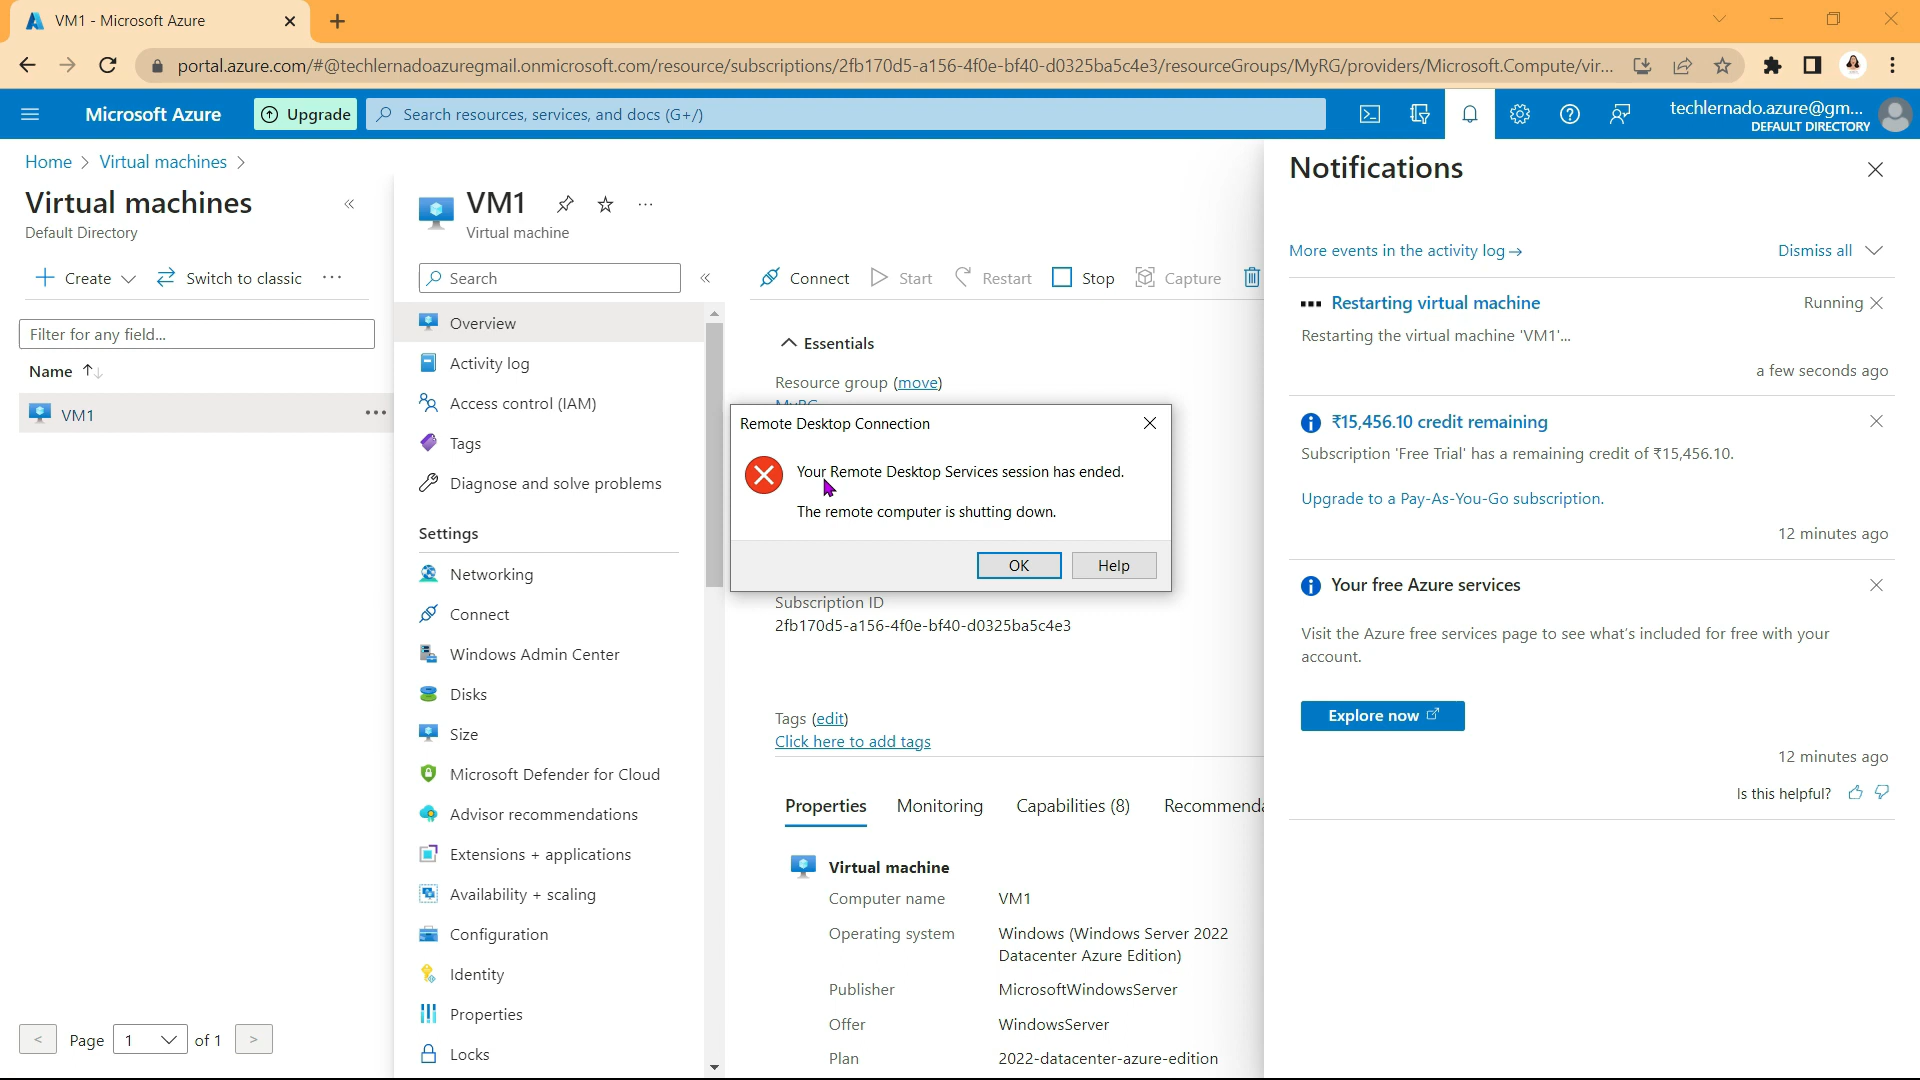 VM1 - Microsoft Azure
portal.azure.com/#@techlernadoazuregmail.onmicrosoft.com/resource/subscriptions/2fb170d5-a156-4f0e-bf40-d0325ba5c4e3/resourceGroups/MyRG/providers/Microsoft.Compute/vir...
Microsoft Azure
Upgrade
Search resources, services, and docs (G+/)
techlernado.azure@gm...
DEFAULT DIRECTORY
Home > Virtual machines >
Virtual machines
Default Directory
Create
Switch to classic
Filter for any field...
Name
VM1
Page 1 of 1
VM1
Virtual machine
Search
Overview
Activity log
Access control (IAM)
Tags
Diagnose and solve problems
Settings
Networking
Connect
Windows Admin Center
Disks
Size
Microsoft Defender for Cloud
Advisor recommendations
Extensions + applications
Availability + scaling
Configuration
Identity
Properties
Locks
Connect
Start
Restart
Stop
Capture
Essentials
Resource group (move)
Remote Desktop Connection
Your Remote Desktop Services session has ended.
The remote computer is shutting down.
OK
Help
Subscription ID
2fb170d5-a156-4f0e-bf40-d0325ba5c4e3
Tags (edit)
Click here to add tags
Properties
Monitoring
Capabilities (8)
Recommenda
Virtual machine
Computer name VM1
Operating system Windows (Windows Server 2022
Datacenter Azure Edition)
Publisher MicrosoftWindowsServer
Offer WindowsServer
Plan 2022-datacenter-azure-edition
Notifications
More events in the activity log →
Dismiss all
Restarting virtual machine
Running
Restarting the virtual machine 'VM1'...
a few seconds ago
₹15,456.10 credit remaining
Subscription 'Free Trial' has a remaining credit of ₹15,456.10.
Upgrade to a Pay-As-You-Go subscription.
12 minutes ago
Your free Azure services
Visit the Azure free services page to see what's included for free with your
account.
Explore now
12 minutes ago
Is this helpful?